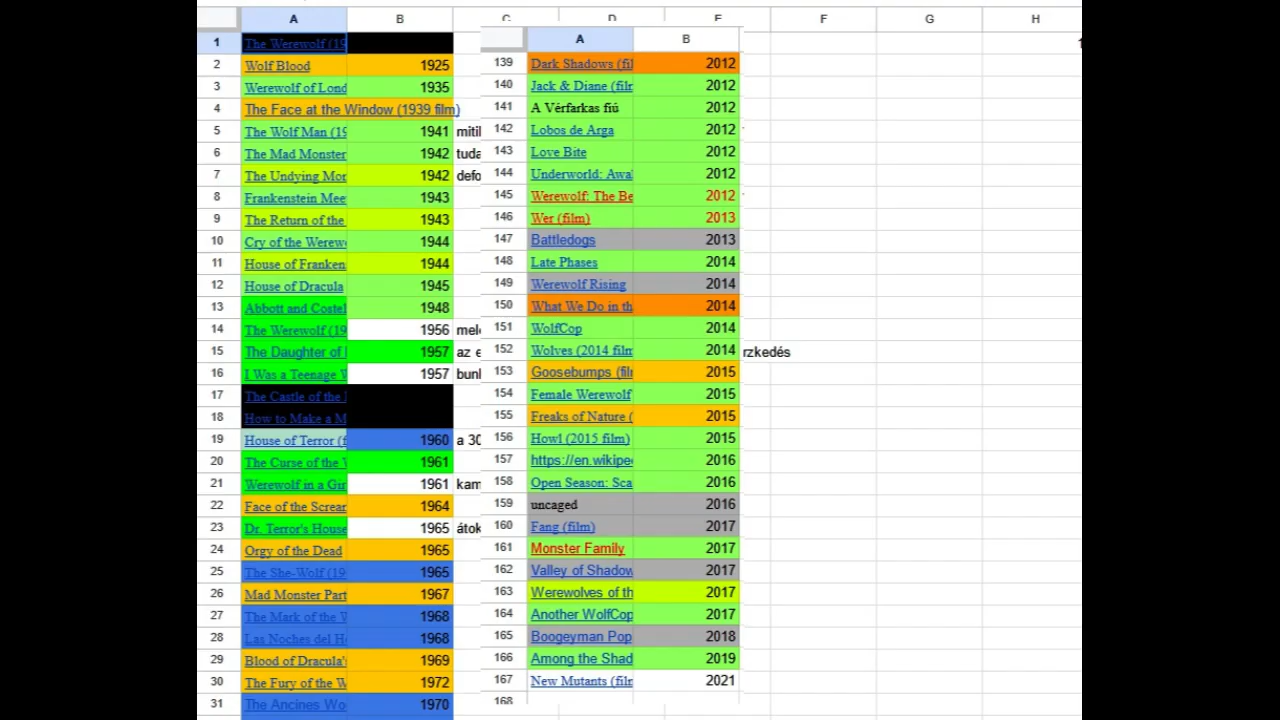 A B C D E F G H
A B
1 The Werewolf (19
2 Wolf Blood 1925
3 Werewolf of Lond 1935
4 The Face at the Window (1939 film)
5 The Wolf Man (19 1941
6 The Mad Monster 1942 tuda
7 The Undying Mor 1942 defo
8 Frankenstein Mee 1943
9 The Return of the 1943
10 Cry of the Werew 1944
11 House of Franken 1944
12 House of Dracula 1945
13 Abbott and Costel 1948
14 The Werewolf (19 1956
15 The Daughter of 1957 az
16 I Was a Teenage 1957
17 The Castle of the
18 How to Make a M
19 House of Terror (f 1960 a 30
20 The Curse of the 1961
21 Werewolf in a Gir 1961 kam
22 Face of the Screar 1964
23 Dr. Terror's House 1965 átok
24 Orgy of the Dead 1965
25 The She-Wolf (19 1965
26 Mad Monster Part 1967
27 The Mark of the 1968
28 Las Noches del 1968
29 Blood of Dracula' 1969
30 The Fury of the 1972
31 The Ancines Wo 1970
139 Dark Shadows (fil 2012
140 Jack & Diane (film 2012
141 A Vérfarkas fiú 2012
142 Lobos de Arga 2012
143 Love Bite 2012
144 Underworld: Awa 2012
145 Werewolf: The Be 2012
146 Wer (film) 2013
147 Battledogs 2013
148 Late Phases 2014
149 Werewolf Rising 2014
150 What We Do in th 2014
151 WolfCop 2014
152 Wolves (2014 film 2014 rzkedés
153 Goosebumps (fil 2015
154 Female Werewolf 2015
155 Freaks of Nature ( 2015
156 Howl (2015 film) 2015
157 https://en.wikipe 2016
158 Open Season: Sca 2016
159 uncaged 2016
160 Fang (film) 2017
161 Monster Family 2017
162 Valley of Shadow 2017
163 Werewolves of th 2017
164 Another WolfCop 2017
165 Boogeyman Pop 2018
166 Among the Shad 2019
167 New Mutants (film 2021
168